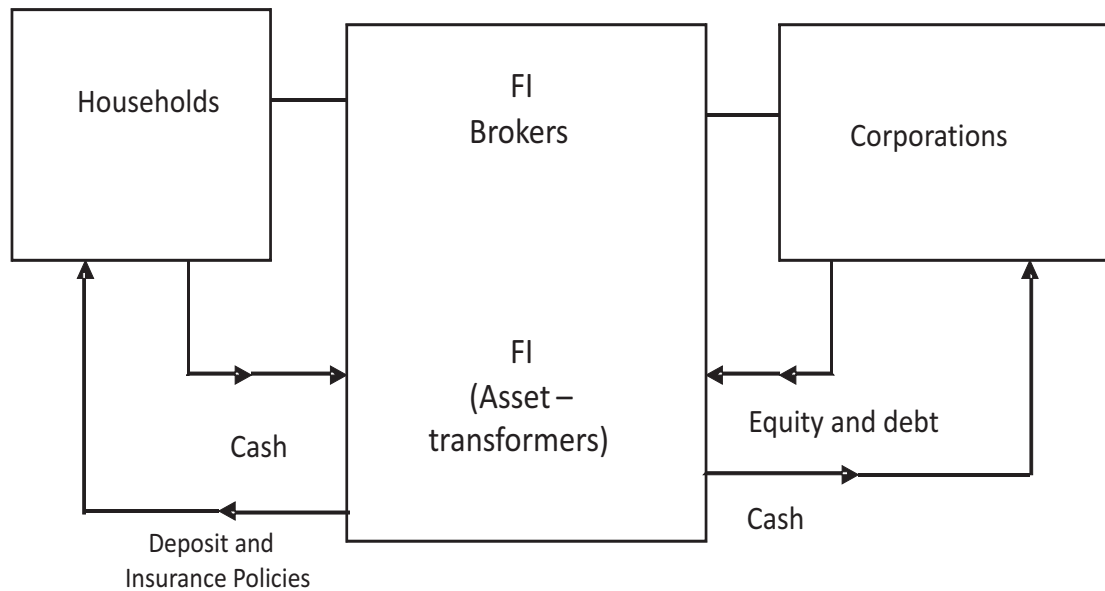 Households
FI
Brokers
Corporations
FI
(Asset –
transformers)
Cash
Equity and debt
Cash
Deposit and
Insurance Policies